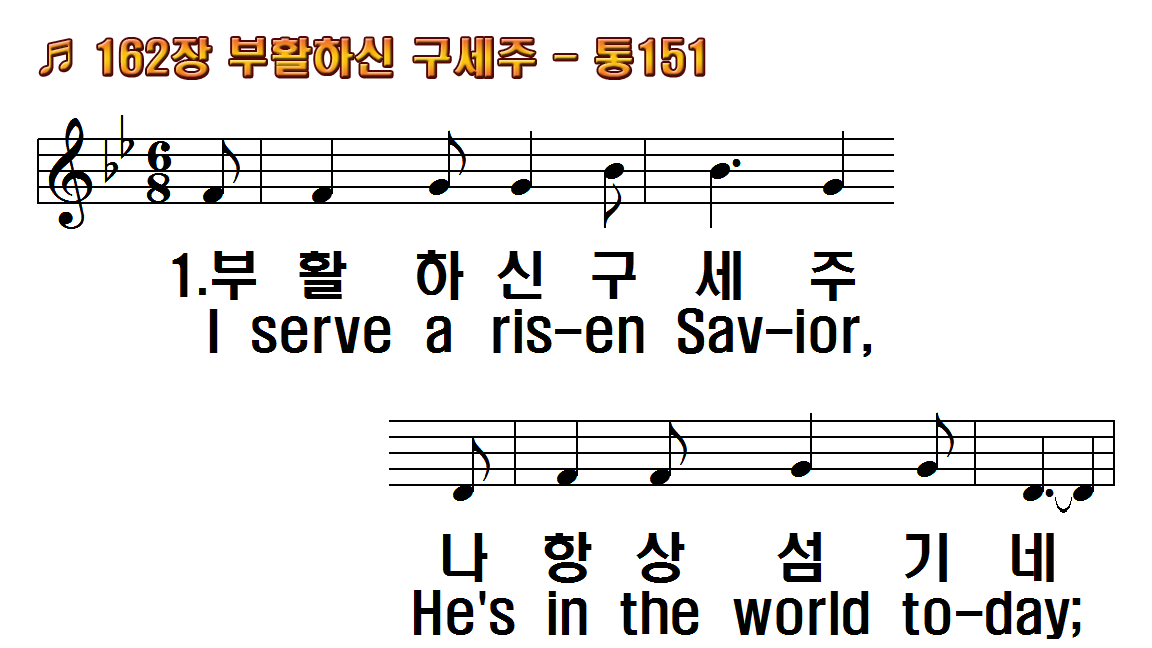 ♬ 162장 부활하신 구세주 - 통151
6
8
1.부 활 하 신 구 세 주
I serve a ris-en Sav-ior,
나 항 상 섬 기 네
He's in the world to-day;